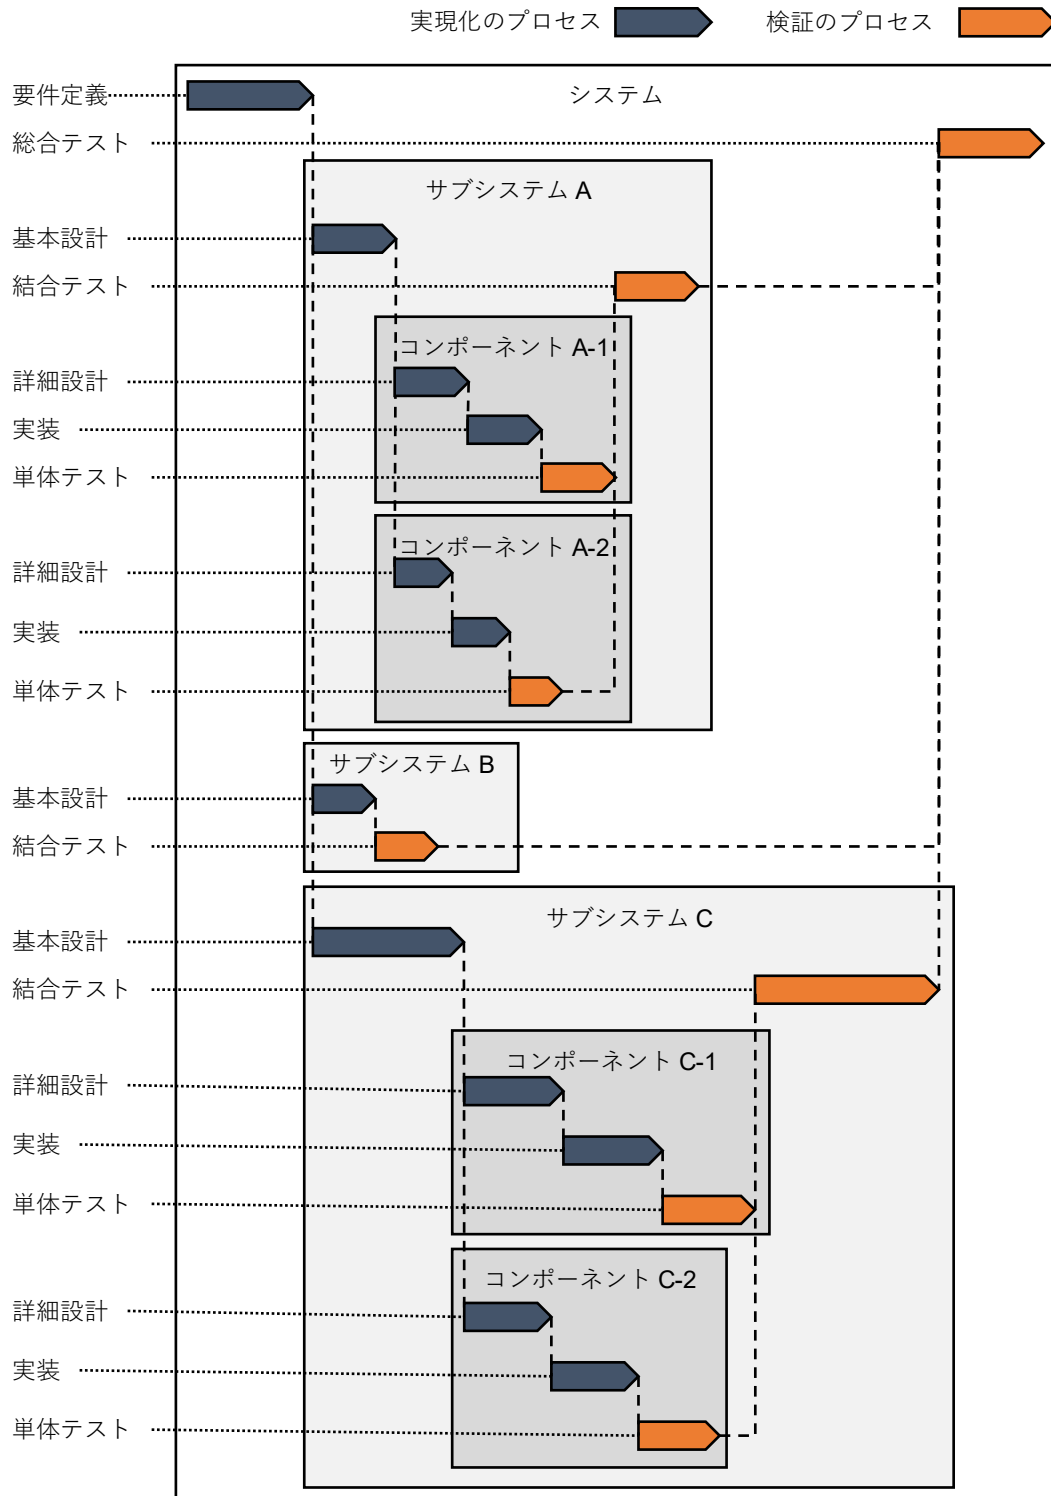 実現化のプロセス
検証のプロセス
要件定義
システム
総合テスト
サブシステム A
基本設計
結合テスト
コンポーネント A-1
詳細設計
実装
単体テスト
コンポーネント A-2
詳細設計
実装
単体テスト
サブシステム B
基本設計
結合テスト
サブシステム C
基本設計
結合テスト
コンポーネント C-1
詳細設計
実装
単体テスト
コンポーネント C-2
詳細設計
実装
単体テスト